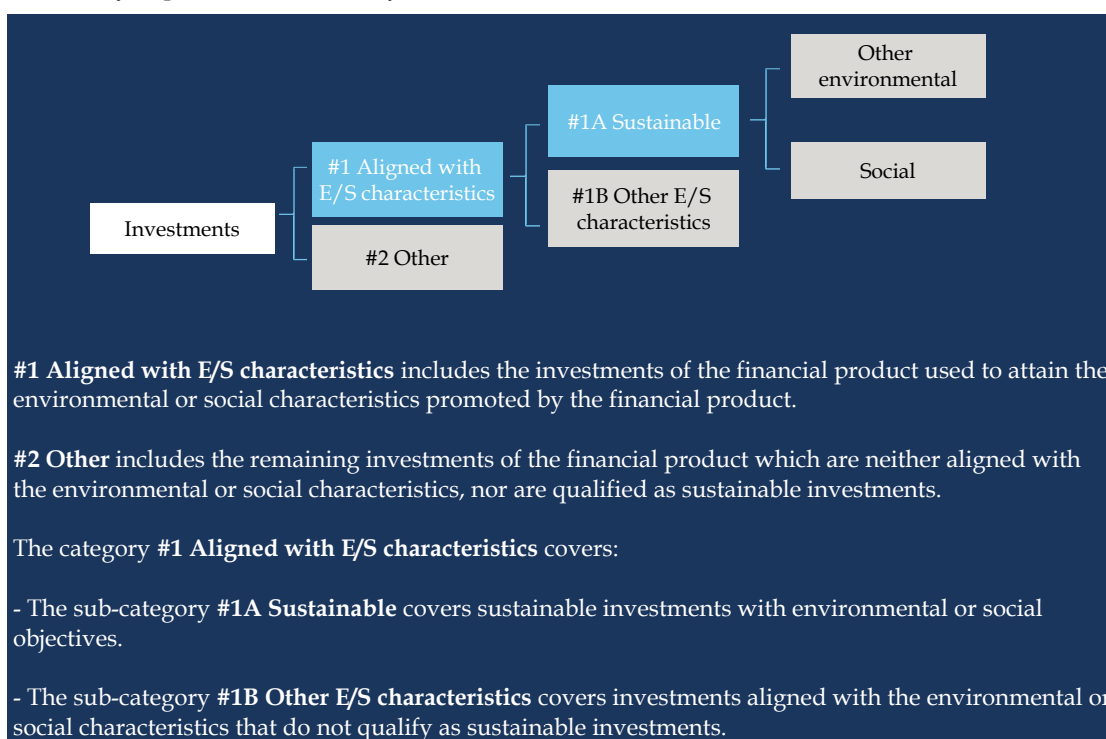 Other
environmental
#1A Sustainable
#1 Aligned with
E/S characteristics
Social
#1B Other E/S
characteristics
Investments
#2 Other
#1 Aligned with E/S characteristics includes the investments of the financial product used to attain the
environmental or social characteristics promoted by the financial product.
#2 Other includes the remaining investments of the financial product which are neither aligned with
the environmental or social characteristics, nor are qualified as sustainable investments.
The category #1 Aligned with E/S characteristics covers:
- The sub-category #1A Sustainable covers sustainable investments with environmental or social
objectives.
- The sub-category #1B Other E/S characteristics covers investments aligned with the environmental or
social characteristics that do not qualify as sustainable investments.